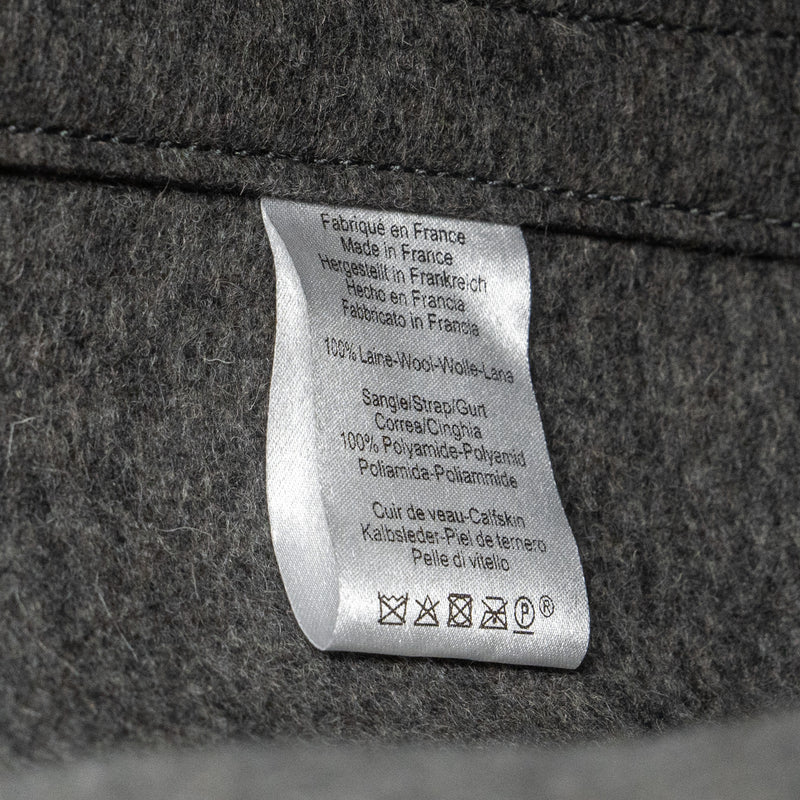 Fabriqué en France
Made in France
Hergestellt in Frankreich
Hecho en Francia
Fabbricato in Francia
100% Laine-Wool-Wolle-Lana
Sangle/Strap/Gurt
Correa/Cinghia
100% Polyamide-Polyamid
Poliamida-Poliammide
Cuir de veau-Calfskin
Kalbsleder-Piel de ternero
Pelle di vitello
P ®